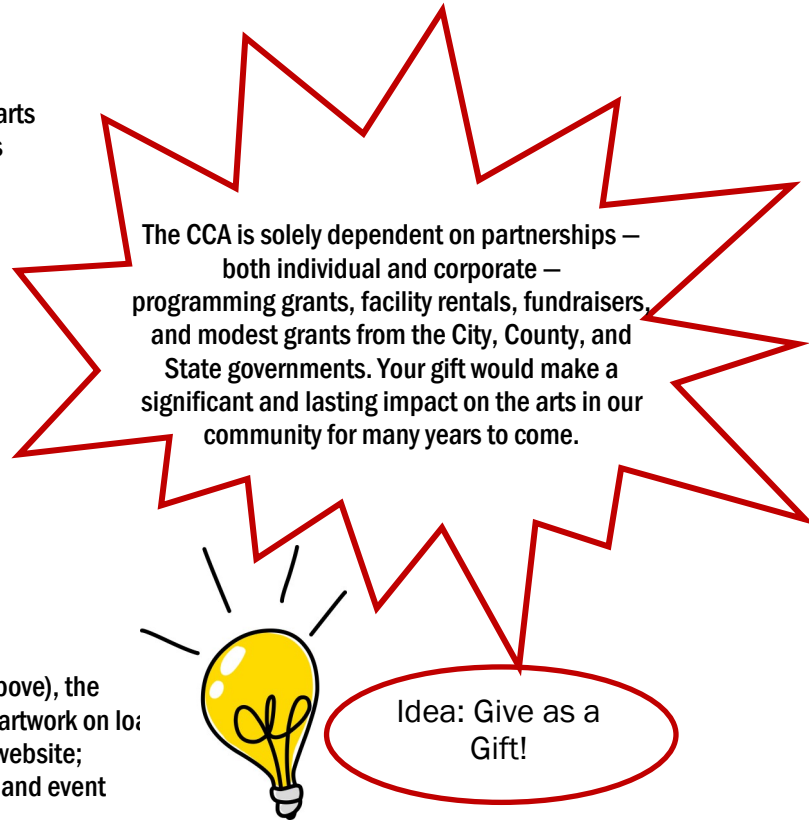 arts
s
The CCA is solely dependent on partnerships —
both individual and corporate —
programming grants, facility rentals, fundraisers,
and modest grants from the City, County, and
State governments. Your gift would make a
significant and lasting impact on the arts in our
community for many years to come.
bove), the
artwork on loa
website;
and event
Idea: Give as a
Gift!